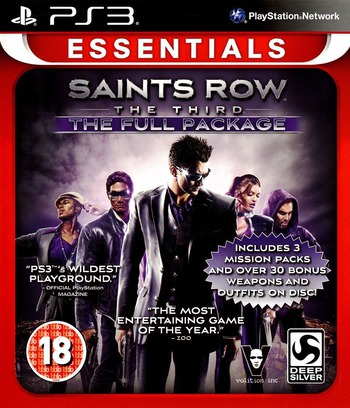 PS3
PlayStation®Network
ESSENTIALS
SAINTS ROW
THE THIRD
THE FULL PACKAGE
INCLUDES 3
MISSION PACKS
AND OVER 30 BONUS
WEAPONS AND
OUTFITS ON DISC!
"PS3™'s WILDEST
PLAYGROUND."
- OFFICIAL PlayStation
MAGAZINE
"THE MOST
ENTERTAINING GAME
OF THE YEAR."
- ZOO
18
volition, inc
DEEP
SILVER